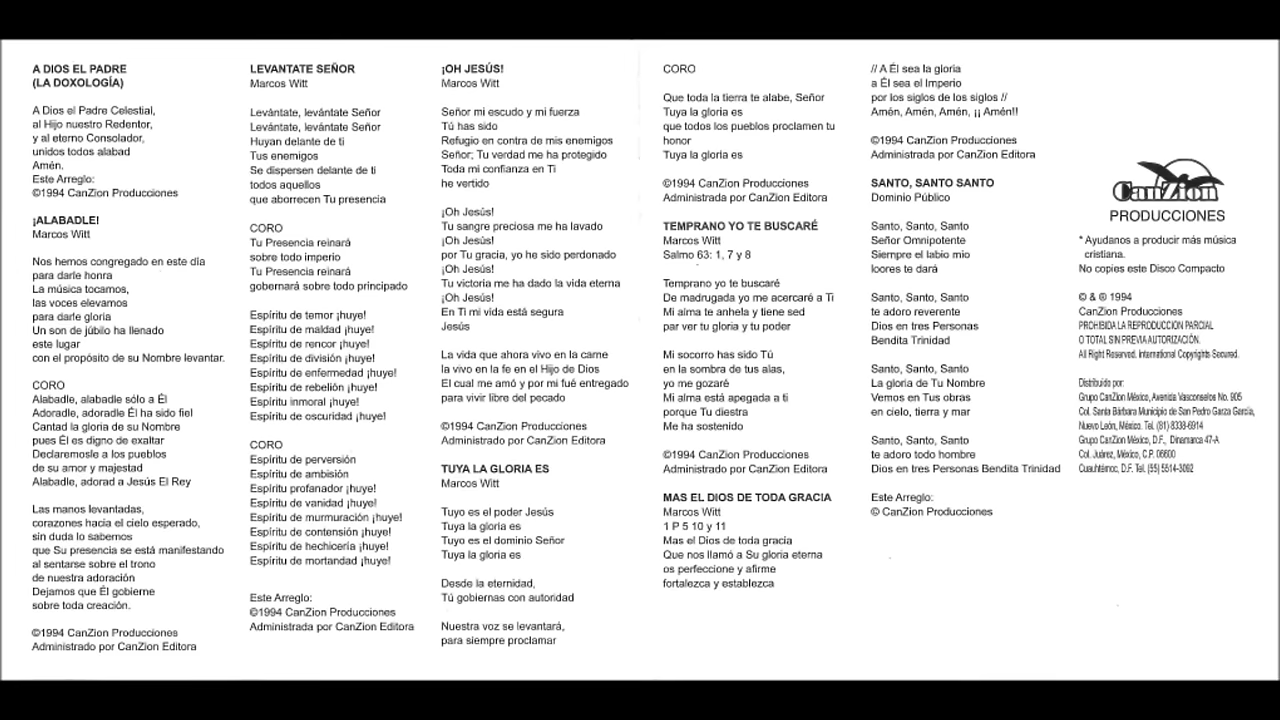 A DIOS EL PADRE
(LA DOXOLOGÍA)
A Dios el Padre Celestial,
al Hijo nuestro Redentor,
y al eterno Consolador,
unidos todos alabad
Amén.
Este Arreglo:
©1994 CanZion Producciones
¡ALABADLE!
Marcos Witt
Nos hemos congregado en este día
para darle honra
La música tocamos,
las voces elevamos
para darle gloria
Un son de júbilo ha llenado
este lugar
con el propósito de su Nombre levantar.
CORO
Alabadle, alabadle sólo a Él
Adoradle, adoradle Él ha sido fiel
Cantad la gloria de su Nombre
pues Él es digno de exaltar
Declaremosle a los pueblos
de su amor y majestad
Alabadle, adorad a Jesús El Rey
Las manos levantadas,
corazones hacia el cielo esperado,
sin duda lo sabemos
que Su presencia se está manifestando
al sentarse sobre el trono
de nuestra adoración
Dejamos que Él gobierne
sobre toda creación.
©1994 CanZion Producciones
Administrado por CanZion Editora
LEVANTATE SEÑOR
Marcos Witt
Levántate, levántate Señor
Levántate, levántate Señor
Huyan delante de ti
Tus enemigos
Se dispersen delante de ti
todos aquellos
que aborrecen Tu presencia
CORO
Tu Presencia reinará
sobre todo imperio
Tu Presencia reinará
gobernará sobre todo principado
Espíritu de temor ¡huye!
Espíritu de maldad ¡huye!
Espíritu de rencor ¡huye!
Espíritu de división ¡huye!
Espíritu de enfermedad ¡huye!
Espíritu de rebelión ¡huye!
Espíritu inmoral ¡huye!
Espíritu de oscuridad ¡huye!
CORO
Espíritu de perversión
Espíritu de ambisión
Espíritu profanador ¡huye!
Espíritu de vanidad ¡huye!
Espíritu de murmuración ¡huye!
Espíritu de contensión ¡huye!
Espíritu de hechicería ¡huye!
Espíritu de mortandad ¡huye!
Este Arreglo:
©1994 CanZion Producciones
Administrada por CanZion Editora
¡OH JESÚS!
Marcos Witt
Señor mi escudo y mi fuerza
Tú has sido
Refugio en contra de mis enemigos
Señor; Tu verdad me ha protegido
Toda mi confianza en Ti
he vertido
¡Oh Jesús!
Tu sangre preciosa me ha lavado
¡Oh Jesús!
por Tu gracia, yo he sido perdonado
¡Oh Jesús!
Tu victoria me ha dado la vida eterna
¡Oh Jesús!
En Ti mi vida está segura
Jesús
La vida que ahora vivo en la carne
la vivo en la fe en el Hijo de Dios
El cual me amó y por mi fué entregado
para vivir libre del pecado
©1994 CanZion Producciones
Administrado por CanZion Editora
TUYA LA GLORIA ES
Marcos Witt
Tuyo es el poder Jesús
Tuya la gloria es
Tuyo es el dominio Señor
Tuya la gloria es
Desde la eternidad,
Tú gobiernas con autoridad
Nuestra voz se levantará,
para siempre proclamar
CORO
Que toda la tierra te alabe, Señor
Tuya la gloria es
que todos los pueblos proclamen tu
honor
Tuya la gloria es
©1994 CanZion Producciones
Administrada por CanZion Editora
TEMPRANO YO TE BUSCARÉ
Marcos Witt
Salmo 63: 1, 7 y 8
Temprano yo te buscaré
De madrugada yo me acercaré a Ti
Mi alma te anhela y tiene sed
par ver tu gloria y tu poder
Mi socorro has sido Tú
en la sombra de tus alas,
yo me gozaré
Mi alma está apegada a ti
porque Tu diestra
Me ha sostenido
©1994 CanZion Producciones
Administrado por CanZion Editora
MAS EL DIOS DE TODA GRACIA
Marcos Witt
1 P 5 10 y 11
Mas el Dios de toda gracia
Que nos llamó a Su gloria eterna
os perfeccione y afirme
fortalezca y establezca
// A Él sea la gloria
a Él sea el Imperio
por los siglos de los siglos //
Amén, Amén, Amén, ¡¡ Amén!!
©1994 CanZion Producciones
Administrada por CanZion Editora
SANTO, SANTO SANTO
Dominio Público
Santo, Santo, Santo
Señor Omnipotente
Siempre el labio mio
loores te dará
Santo, Santo, Santo
te adoro reverente
Dios en tres Personas
Bendita Trinidad
Santo, Santo, Santo
La gloria de Tu Nombre
Vemos en Tus obras
en cielo, tierra y mar
Santo, Santo, Santo
te adoro todo hombre
Dios en tres Personas Bendita Trinidad
Este Arreglo:
© CanZion Producciones
CanZion
PRODUCCIONES
* Ayudanos a producir más música
cristiana.
No copies este Disco Compacto
© & ® 1994
CanZion Producciones
PROHIBIDA LA REPRODUCCIÓN PARCIAL
O TOTAL SIN PREVIA AUTORIZACIÓN.
All Right Reserved. International Copyrights Secured.
Distribuido por:
Grupo CanZion México, Avenida Vasconselos No. 905
Col. Santa Bárbara Municipio de San Pedro Garza García,
Nuevo León, México. Tel. (81) 8338-6914
Grupo CanZion México, D.F., Dinamarca 47-A
Col. Juárez, México, C.P. 06600
Cuauhtémoc, D.F. Tel. (55) 5514-3092